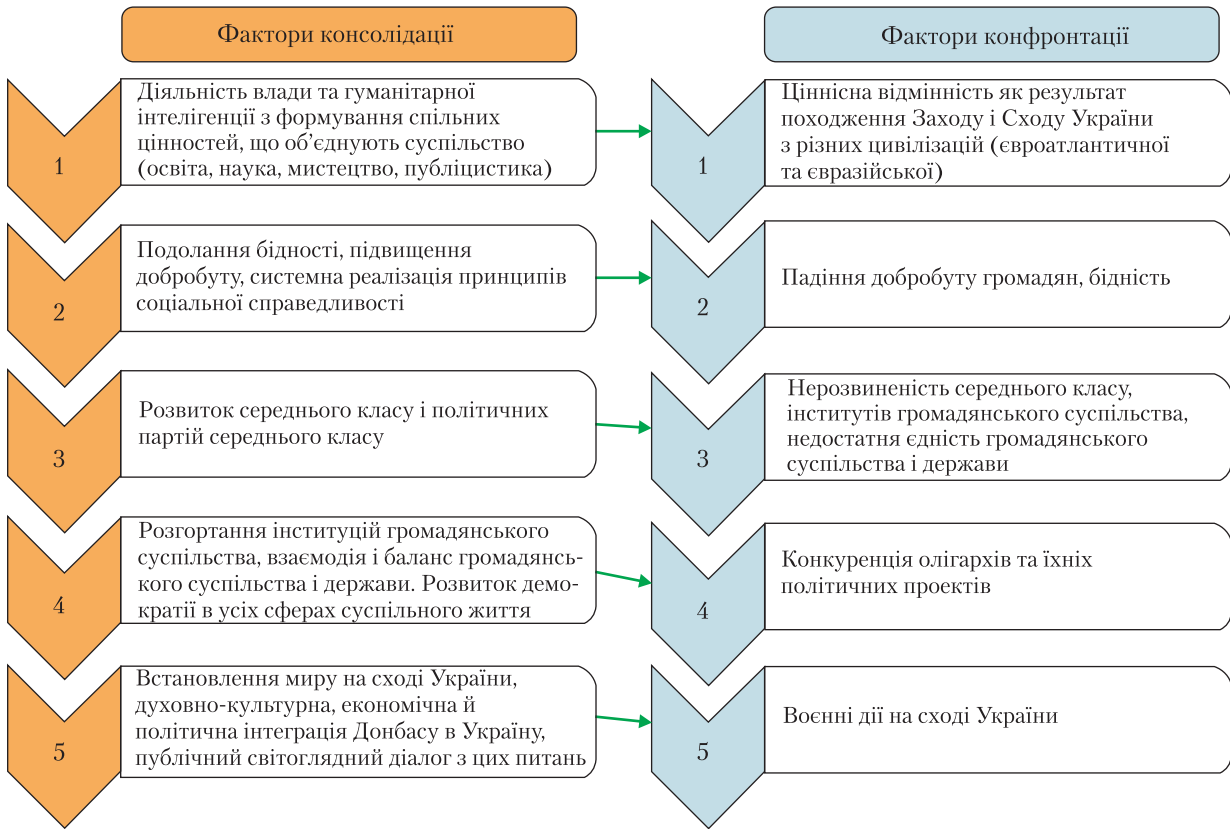 Фактори консолідації
Фактори конфронтації
1
Діяльність влади та гуманітарної
інтелігенції з формування спільних
цінностей, що об’єднують суспільство
(освіта, наука, мистецтво, публіцистика)
1
Ціннісна відмінність як результат
походження Заходу і Сходу України
з різних цивілізацій (євроатлантичної
та євразійської)
2
Подолання бідності, підвищення
добробуту, системна реалізація принципів
соціальної справедливості
2
Падіння добробуту громадян, бідність
3
Розвиток середнього класу і політичних
партій середнього класу
3
Нерозвиненість середнього класу,
інститутів громадянського суспільства,
недостатня єдність громадянського
суспільства і держави
4
Розгортання інституцій громадянського
суспільства, взаємодія і баланс громадянсь-
кого суспільства і держави. Розвиток демо-
кратії в усіх сферах суспільного життя
4
Конкуренція олігархів та їхніх
політичних проектів
5
Встановлення миру на сході України,
духовно-культурна, економічна й
політична інтеграція Донбасу в Україну,
публічний світоглядний діалог з цих питань
5
Воєнні дії на сході України